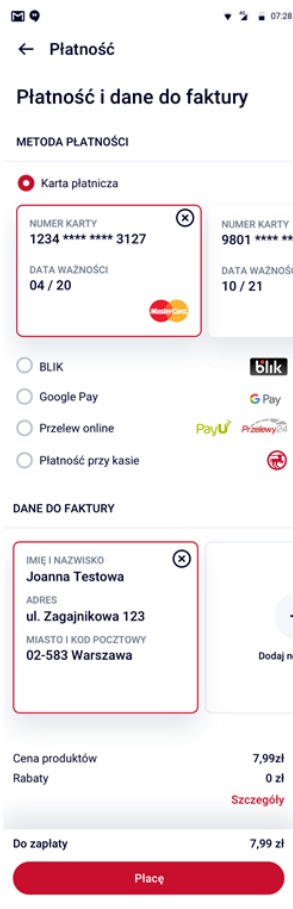 07:28
Płatność
Płatność i dane do faktury
METODA PŁATNOŚCI
Karta płatnicza
NUMER KARTY
1234 **** **** 3127
DATA WAŻNOŚCI
04 / 20
MasterCard.
NUMER KARTY
9801 **** **
DATA WAŻNOŚ
10 / 21
BLIK
blik
Google Pay
G Pay
Przelew online
PayU
Przelewy24
Płatność przy kasie
DANE DO FAKTURY
IMIĘ I NAZWISKO
Joanna Testowa
ADRES
ul. Zagajnikowa 123
MIASTO I KOD POCZTOWY
02-583 Warszawa
Dodaj n
Cena produktów 7,99zł
Rabaty 0 zł
Szczegóły
Do zapłaty 7,99 zł
Płacę